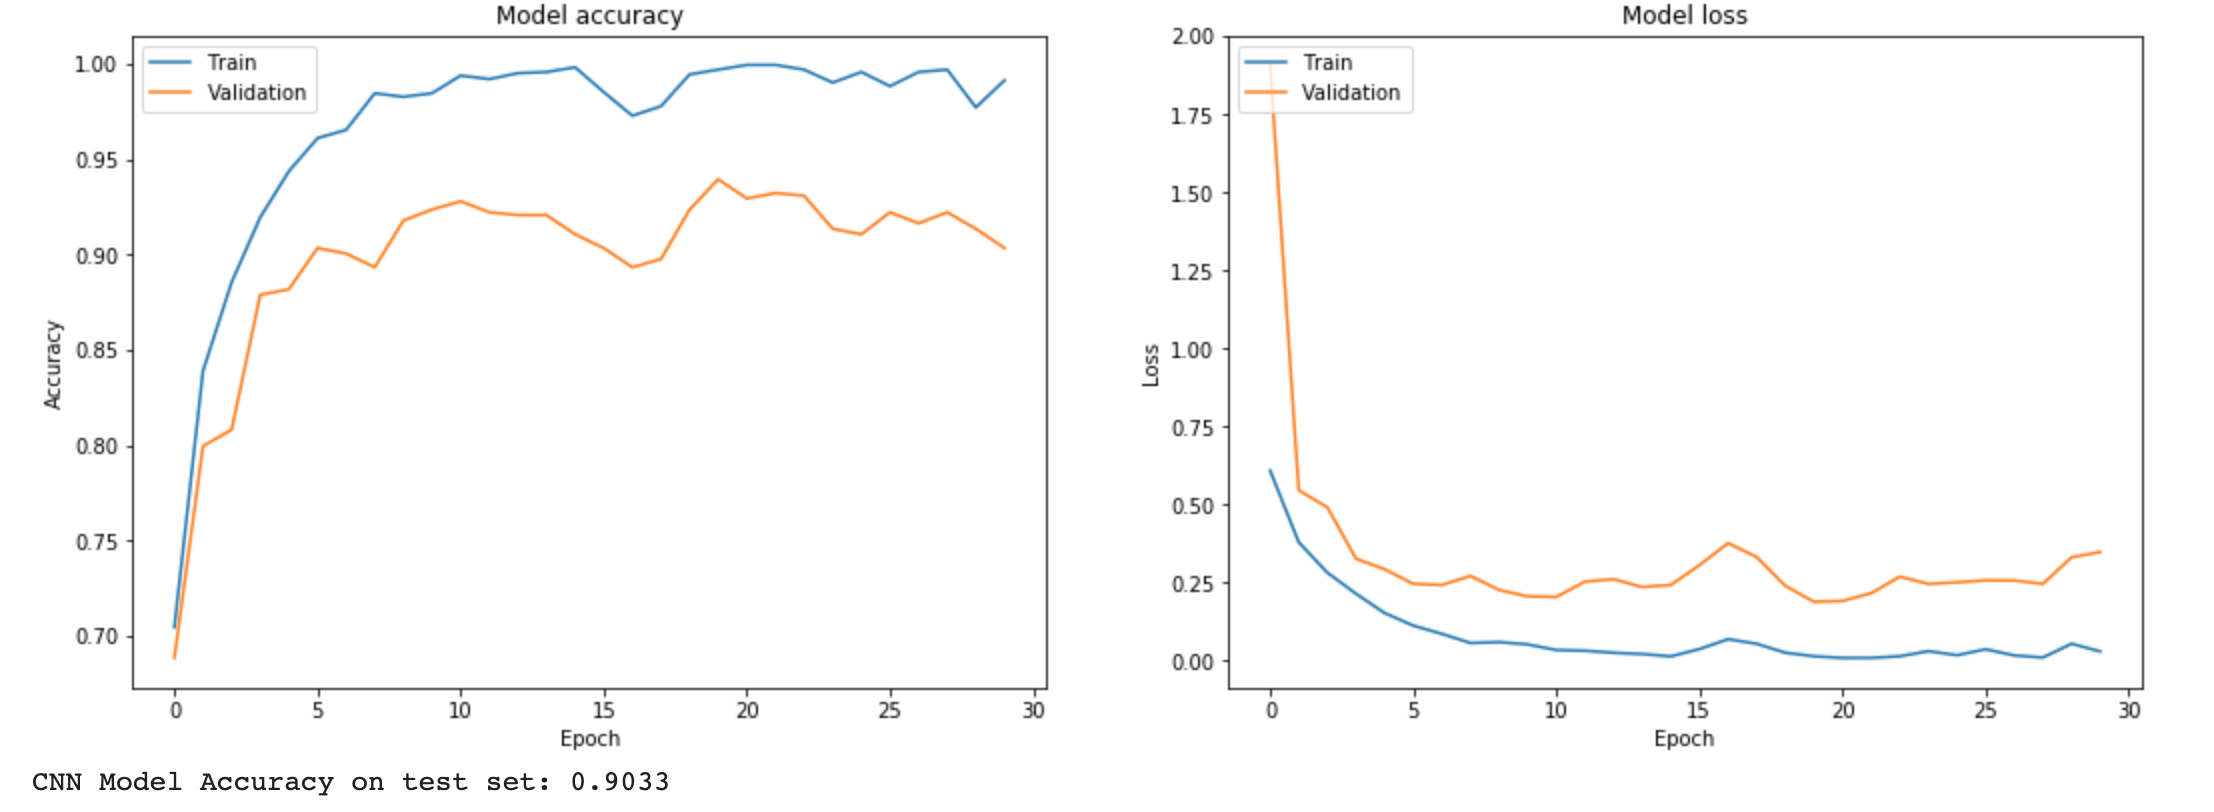 Model accuracy
1.00
0.95
0.90
0.85
0.80
0.75
0.70
Accuracy
Train
Validation
0 5 10 15 20 25 30
Epoch
Model loss
2.00
1.75
1.50
1.25
1.00
0.75
0.50
0.25
0.00
Loss
Train
Validation
0 5 10 15 20 25 30
Epoch
CNN Model Accuracy on test set: 0.9033